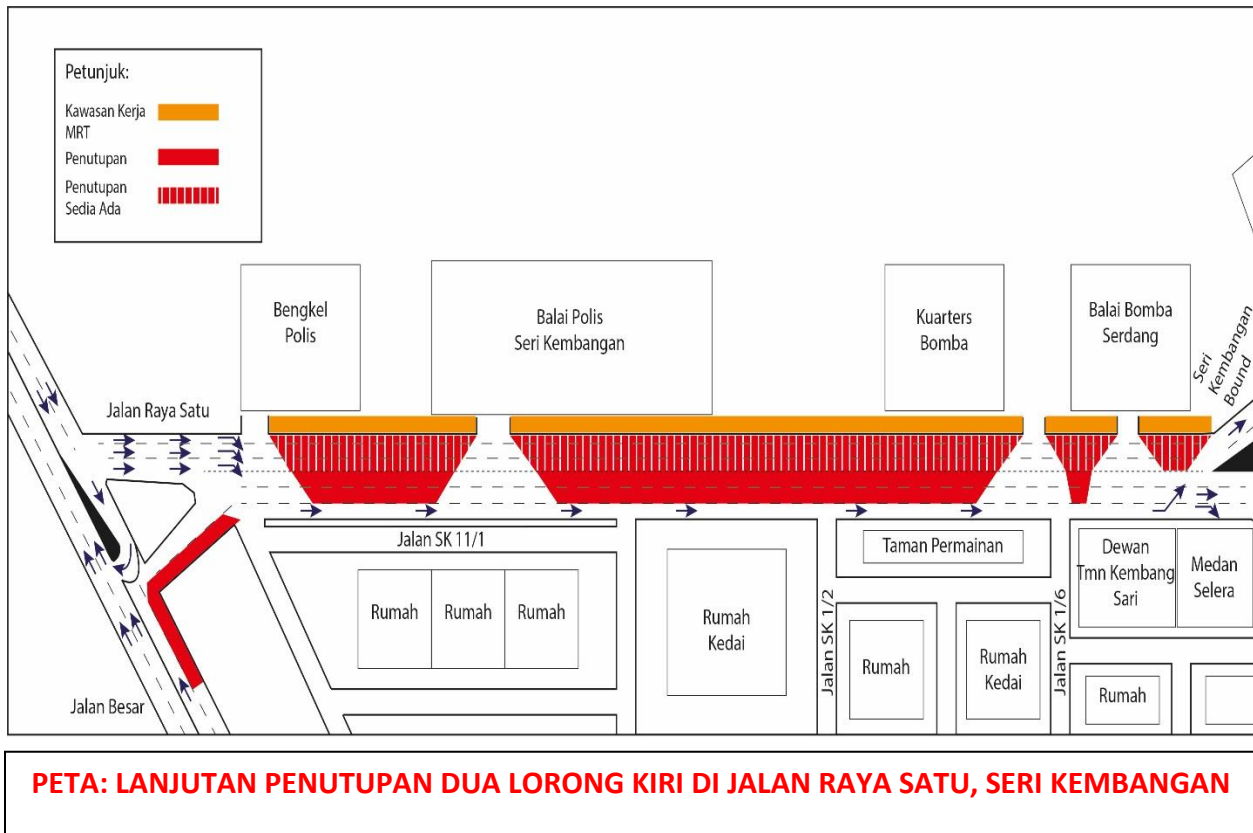 Petunjuk:
Kawasan Kerja
MRT
Penutupan
Penutupan
Sedia Ada
Bengkel
Polis
Balai Polis
Seri Kembangan
Kuarters
Bomba
Balai Bomba
Serdang
Seri
Kembangan
Bound
Jalan Raya Satu
Jalan SK 11/1
Taman Permainan
Dewan
Tmn Kembang
Sari
Medan
Selera
Rumah
Rumah
Rumah
Rumah
Kedai
Jalan SK 1/2
Rumah
Rumah
Kedai
Jalan SK 1/6
Rumah
Jalan Besar
PETA: LANJUTAN PENUTUPAN DUA LORONG KIRI DI JALAN RAYA SATU, SERI KEMBANGAN